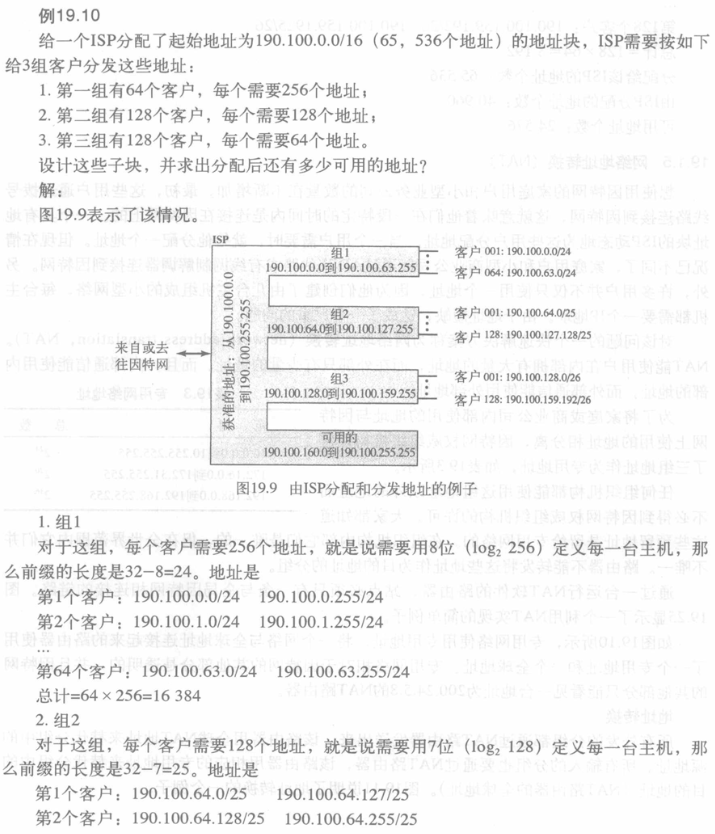 例19.10
给一个ISP分配了起始地址为190.100.0.0/16（65，536个地址）的地址块，ISP需要按如下
给3组客户分发这些地址：
1. 第一组有64个客户，每个需要256个地址；
2. 第二组有128个客户，每个需要128个地址；
3. 第三组有128个客户，每个需要64个地址。
设计这些子块，并求出分配后还有多少可用的地址？
解：
图19.9表示了该情况。
ISP
组1
190.100.0.0到190.100.63.255
客户 001: 190.100.0.0/24
客户 064: 190.100.63.0/24
组2
190.100.64.0到190.100.127.255
客户 001: 190.100.64.0/25
客户 128: 190.100.127.128/25
来自或去
往因特网
获准的地址：从190.100.0.0
到190.100.255.255
组3
190.100.128.0到190.100.159.255
客户 001: 190.100.128.0/26
客户 128: 190.100.159.192/26
可用的
190.100.160.0到190.100.255.255
图19.9 由ISP分配和分发地址的例子
1. 组1
对于这组，每个客户需要256个地址，就是说需要用8位（log₂ 256）定义每一台主机，那
么前缀的长度是32−8=24。地址是
第1个客户：190.100.0.0/24 190.100.0.255/24
第2个客户：190.100.1.0/24 190.100.1.255/24
…
第64个客户：190.100.63.0/24 190.100.63.255/24
总计=64×256=16 384
2. 组2
对于这组，每个客户需要128个地址，就是说需要用7位（log₂ 128）定义每一台主机，那
么前缀的长度是32−7=25。地址是
第1个客户：190.100.64.0/25 190.100.64.127/25
第2个客户：190.100.64.128/25 190.100.64.255/25